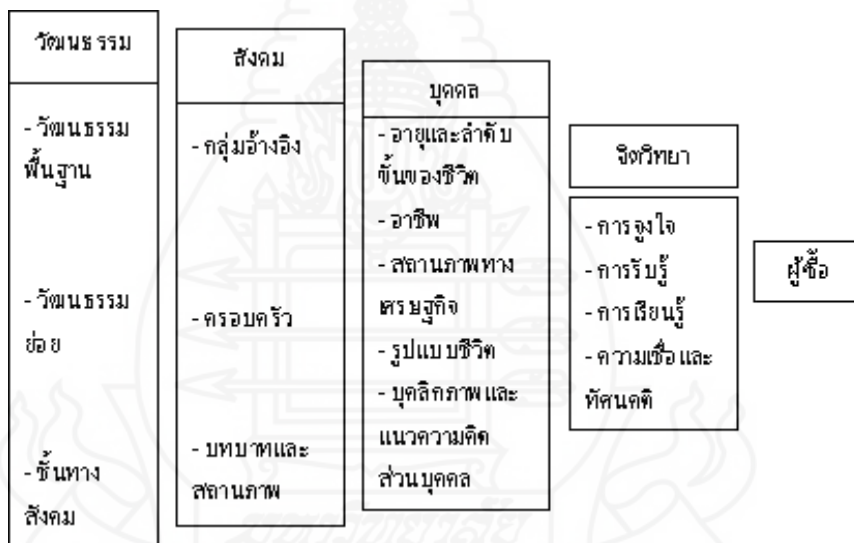 วัฒนธรรม
- วัฒนธรรม
พื้นฐาน
- วัฒนธรรม
ย่อย
- ชั้นทาง
สังคม
สังคม
- กลุ่มอ้างอิง
- ครอบครัว
- บทบาทและ
สถานภาพ
บุคคล
- อายุและลำดับ
ขั้นของชีวิต
- อาชีพ
- สถานภาพทาง
เศรษฐกิจ
- รูปแบบชีวิต
- บุคลิกภาพและ
แนวความคิด
ส่วนบุคคล
จิตวิทยา
- การจูงใจ
- การรับรู้
- การเรียนรู้
- ความเชื่อและ
ทัศนคติ
ผู้ซื้อ